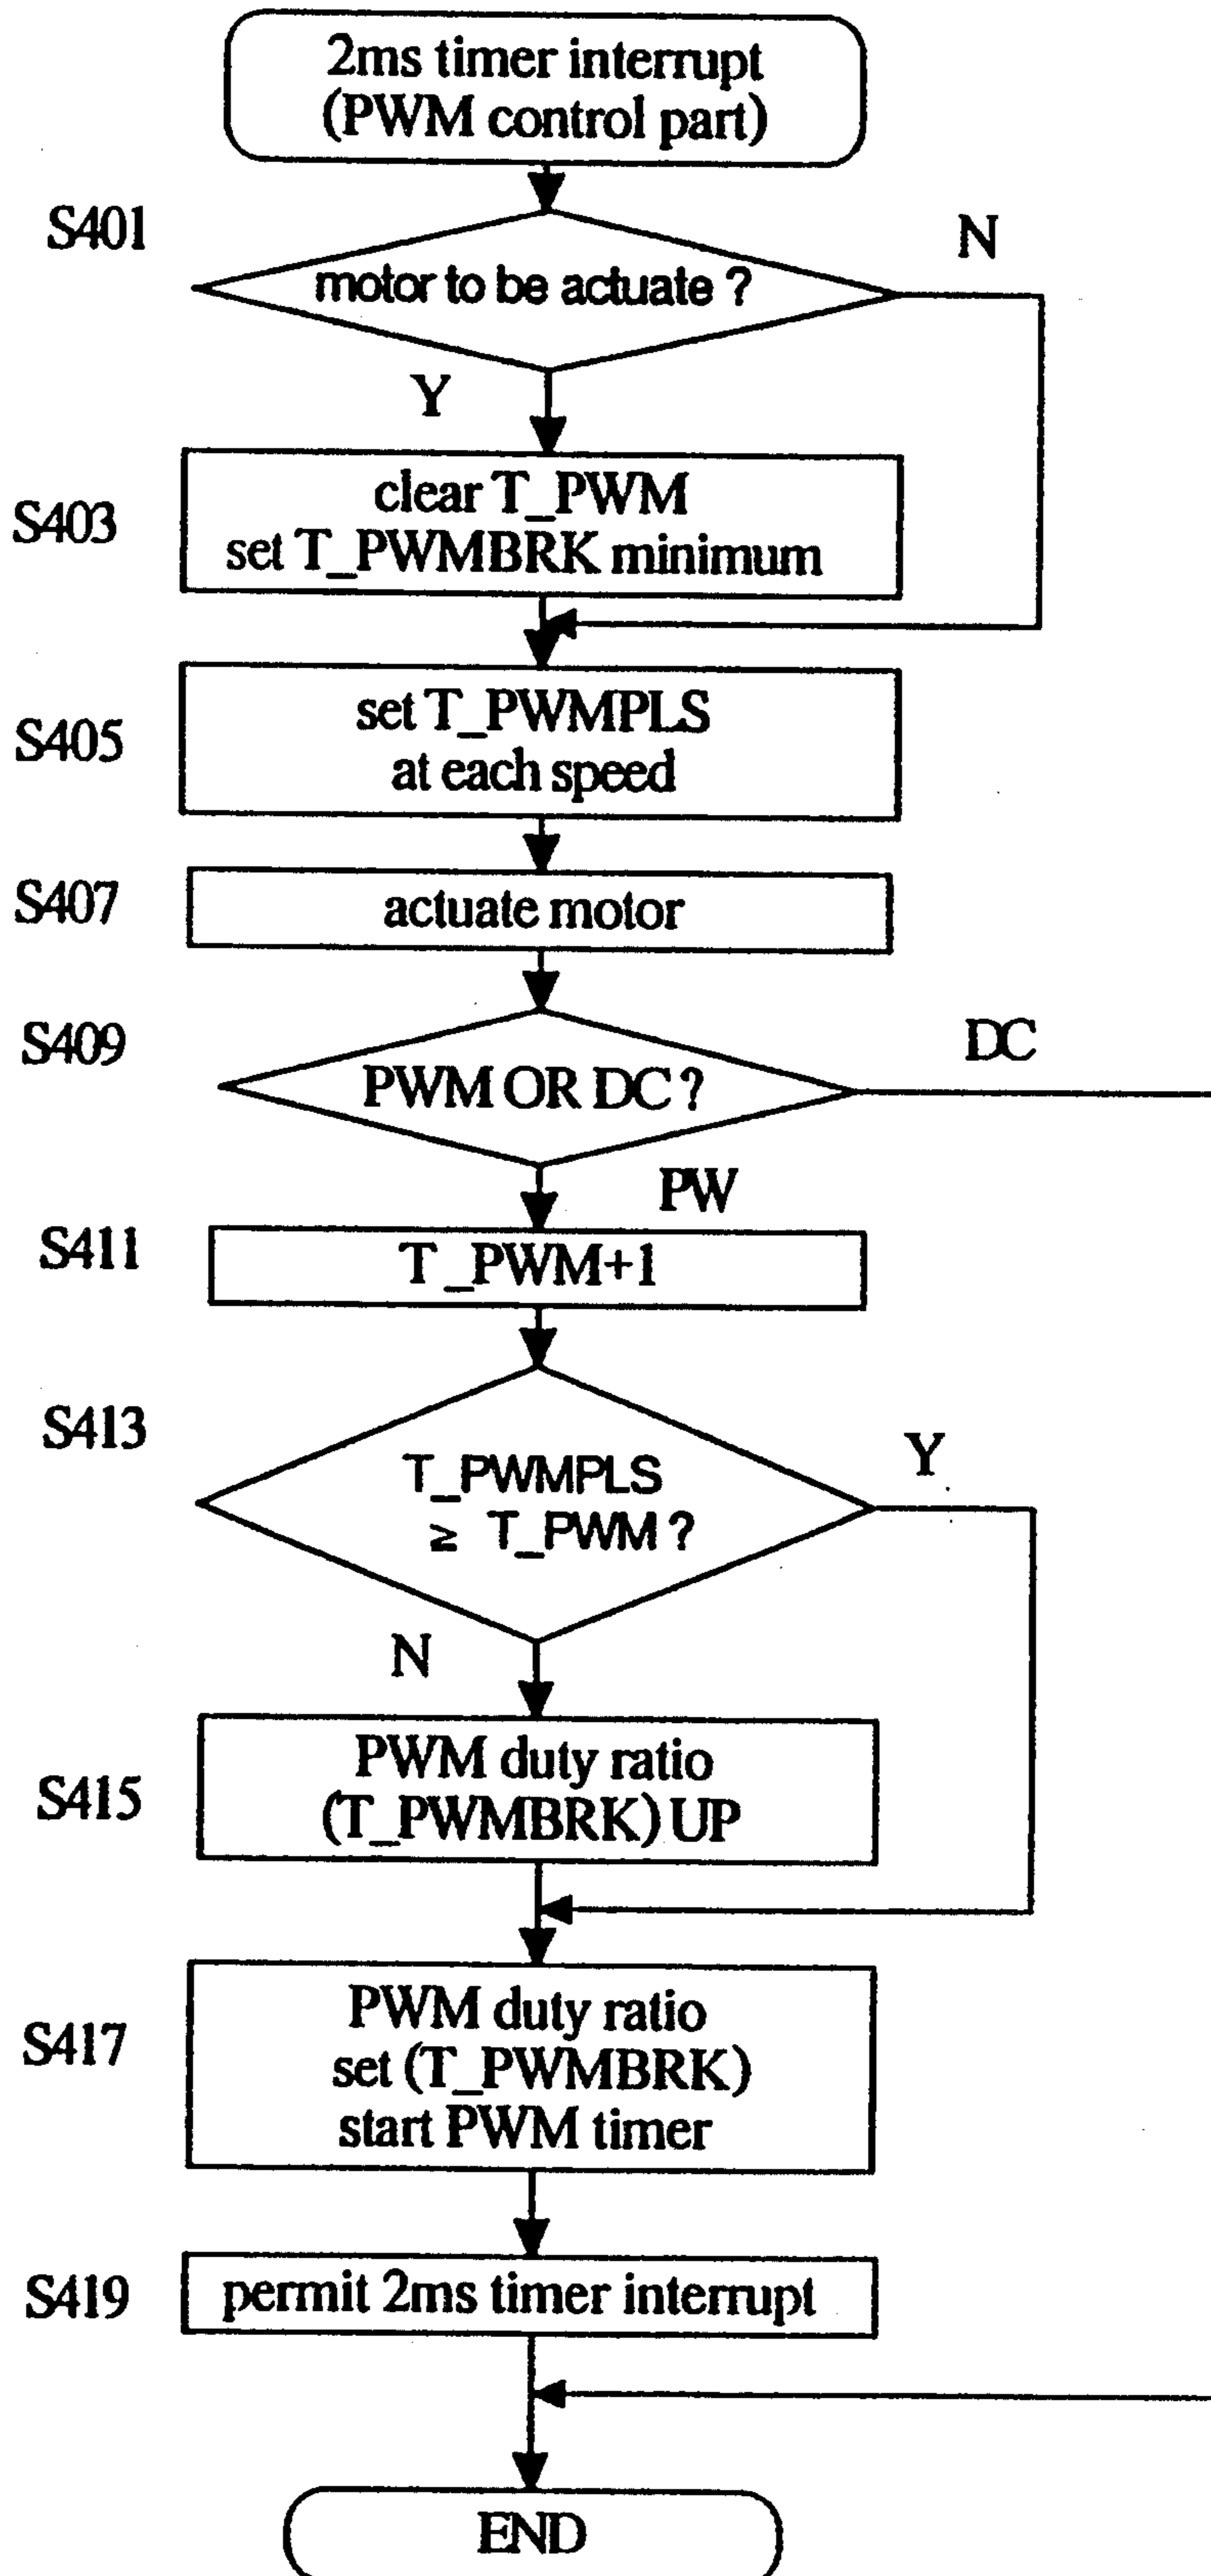 2ms timer interrupt
(PWM control part)
S401
N
motor to be actuate ?
Y
S403
clear T_PWM
set T_PWMBRK minimum
S405
set T_PWMPLS
at each speed
S407
actuate motor
S409
DC
PWM OR DC ?
PW
S411
T_PWM+1
S413
Y
T_PWMPLS
≥ T_PWM ?
N
S415
PWM duty ratio
(T_PWMBRK) UP
S417
PWM duty ratio
set (T_PWMBRK)
start PWM timer
S419
permit 2ms timer interrupt
END